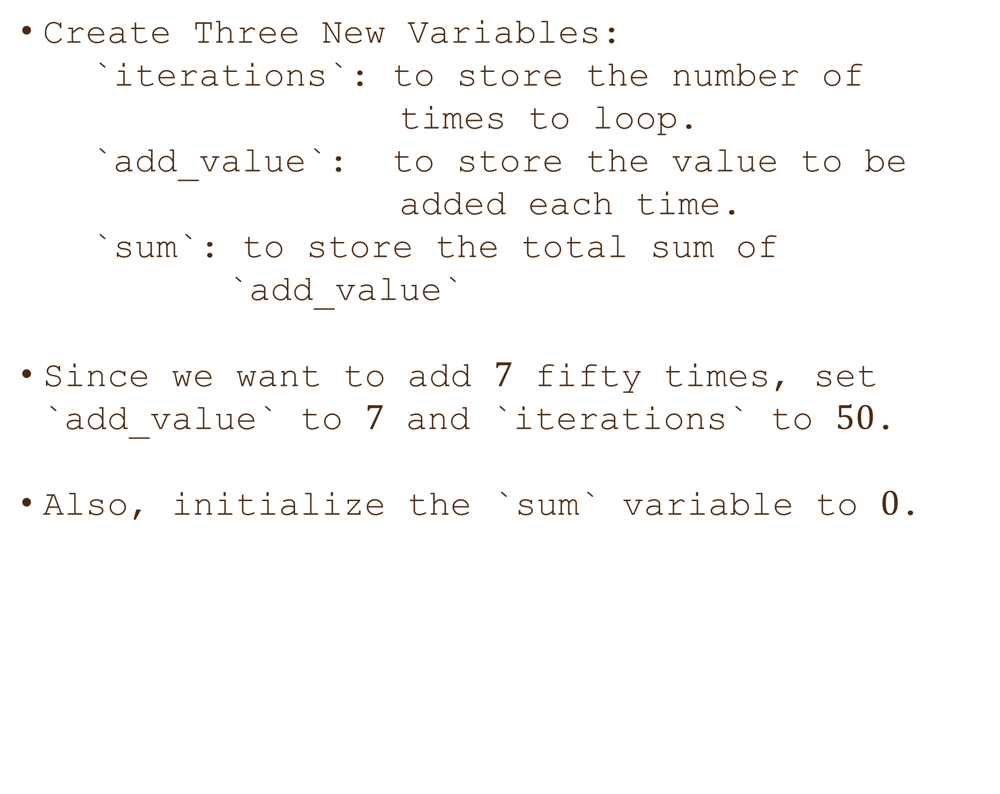 • Create Three New Variables:
`iterations`: to store the number of
times to loop.
`add_value`: to store the value to be
added each time.
`sum`: to store the total sum of
`add_value`
• Since we want to add 7 fifty times, set
`add_value` to 7 and `iterations` to 50.
• Also, initialize the `sum` variable to 0.